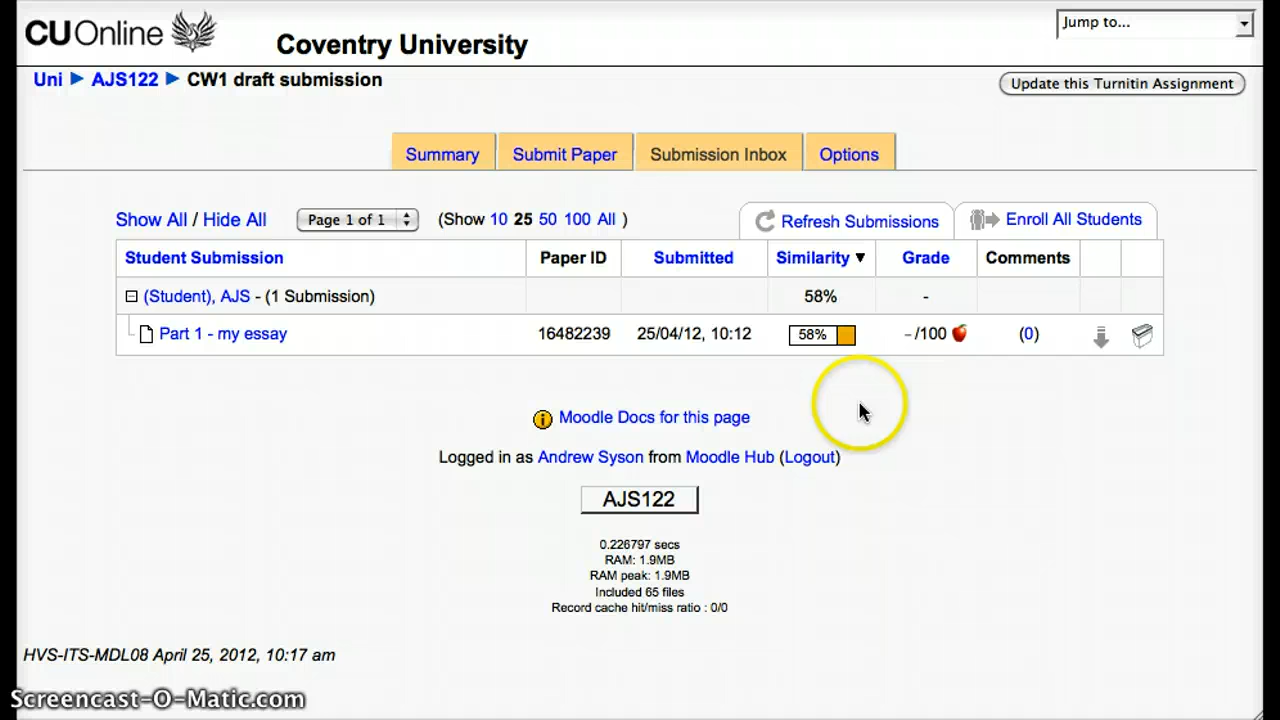 CUOnline
Coventry University
Jump to...
Uni ▶ AJS122 ▶ CW1 draft submission
Update this Turnitin Assignment
Summary Submit Paper Submission Inbox Options
Show All / Hide All Page 1 of 1 (Show 10 25 50 100 All ) Refresh Submissions Enroll All Students
Student Submission Paper ID Submitted Similarity ▼ Grade Comments
(Student), AJS - (1 Submission) 58% -
Part 1 - my essay 16482239 25/04/12, 10:12 58% –/100 (0)
Moodle Docs for this page
Logged in as Andrew Syson from Moodle Hub (Logout)
AJS122
0.226797 secs
RAM: 1.9MB
RAM peak: 1.9MB
Included 65 files
Record cache hit/miss ratio : 0/0
HVS-ITS-MDL08 April 25, 2012, 10:17 am
Screencast-O-Matic.com